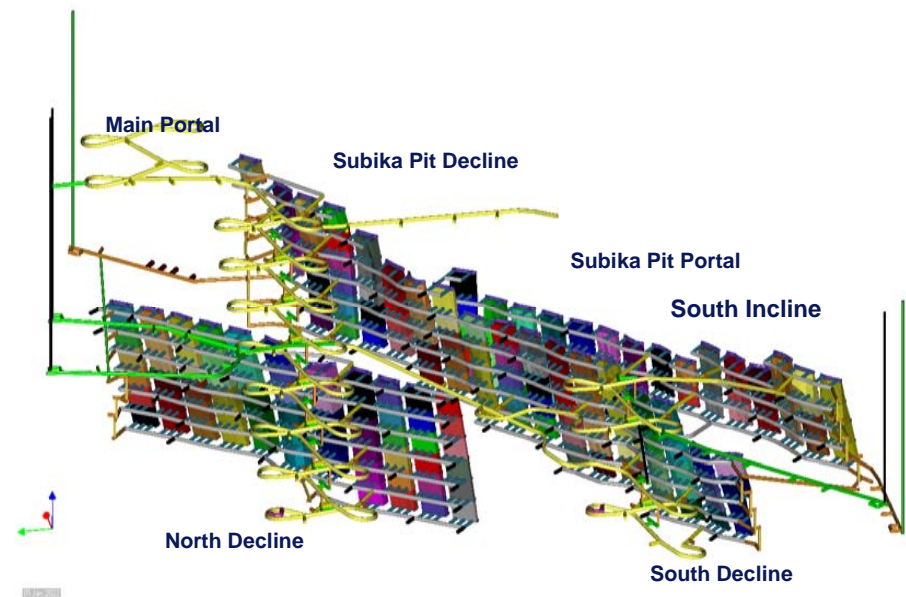 Main Portal
Subika Pit Decline
Subika Pit Portal
South Incline
North Decline
South Decline